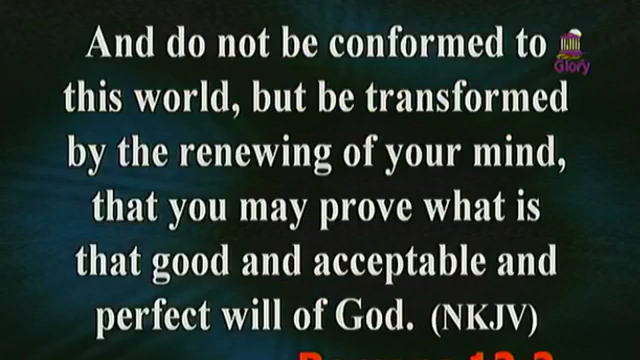 And do not be conformed to
this world, but be transformed
by the renewing of your mind,
that you may prove what is
that good and acceptable and
perfect will of God. (NKJV)
Glory